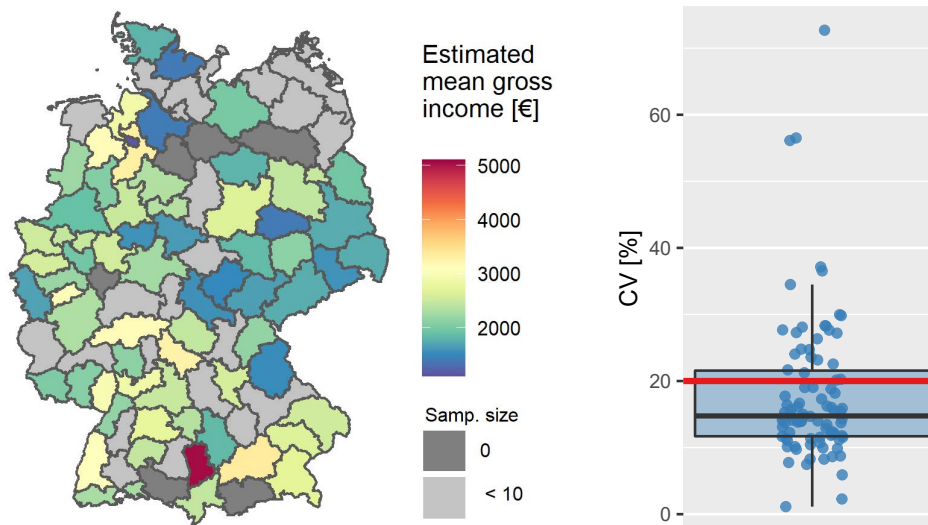 Estimated
mean gross
income [€]
5000
4000
3000
2000
Samp. size
0
< 10
CV [%]
60
40
20
0